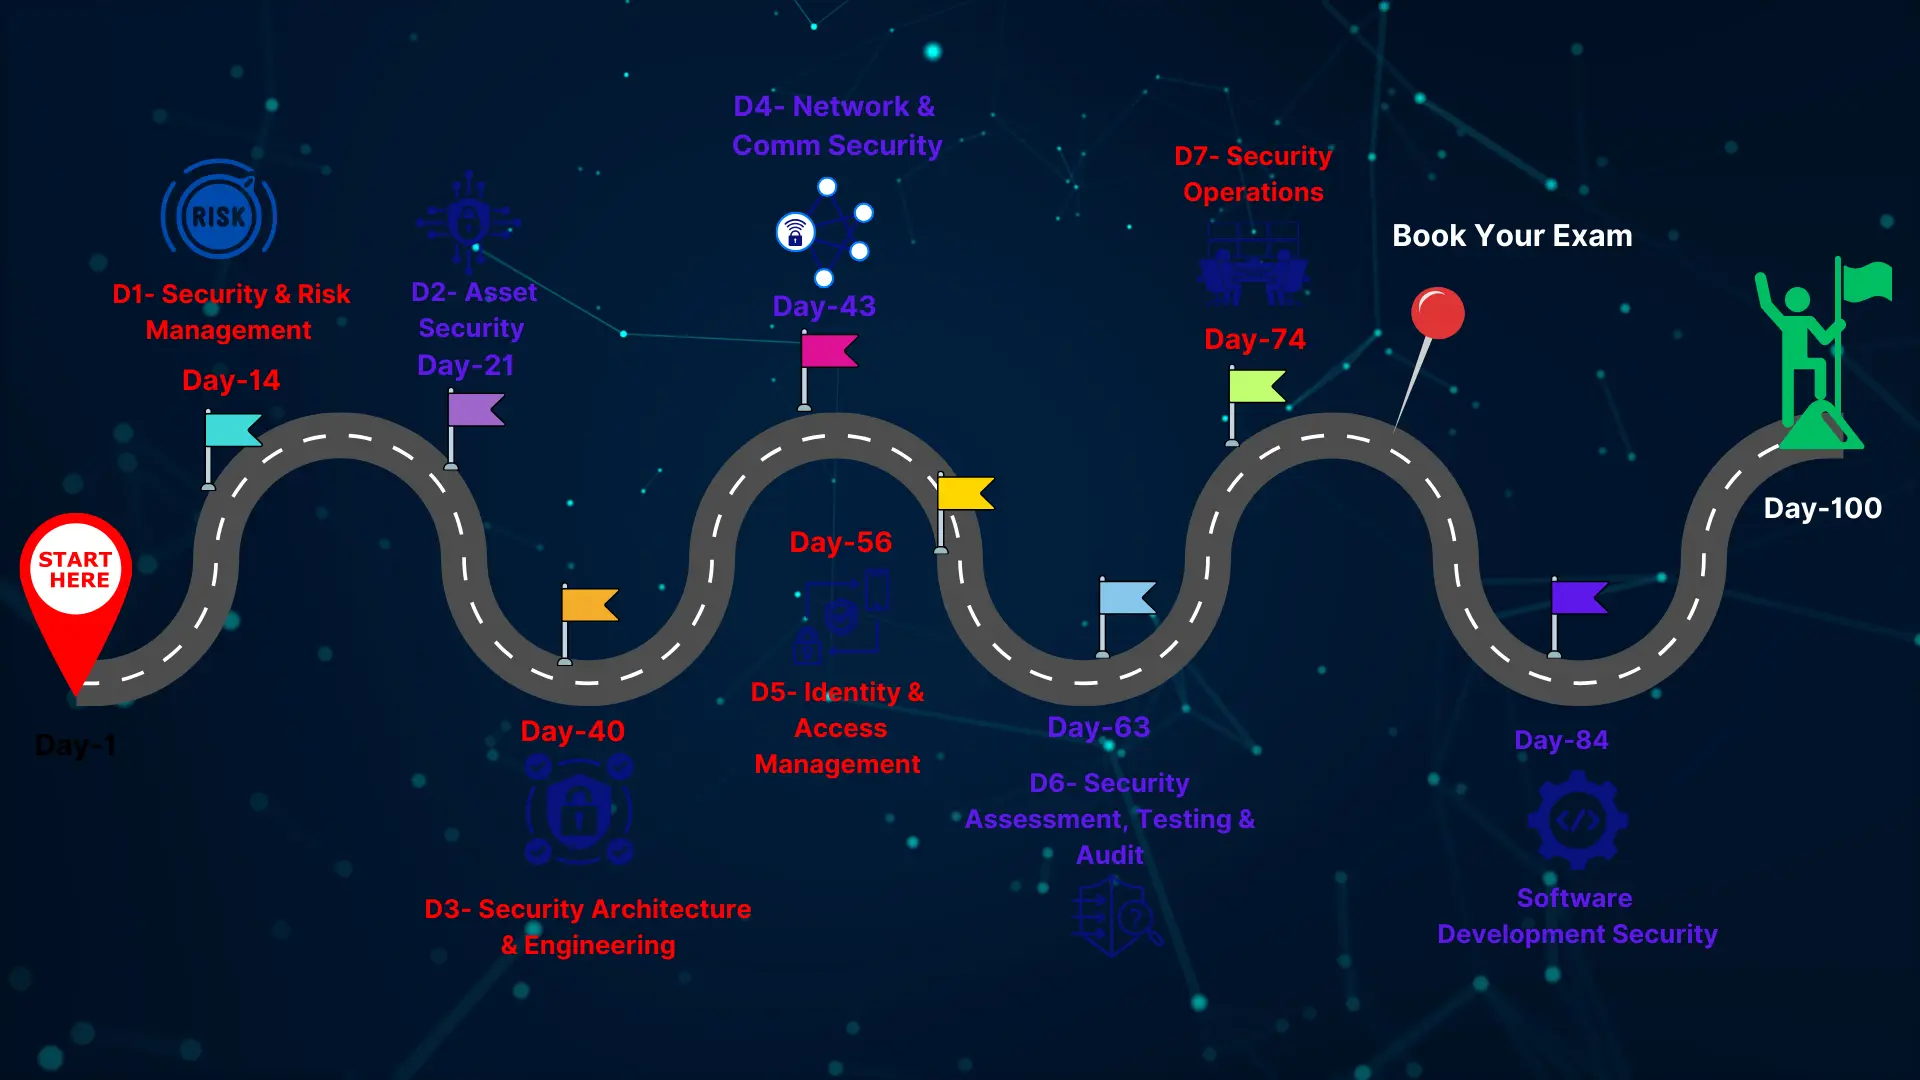 START
HERE
Day-1
RISK
D1- Security & Risk
Management
Day-14
D2- Asset
Security
Day-21
Day-40
D3- Security Architecture
& Engineering
D4- Network &
Comm Security
Day-43
Day-56
D5- Identity &
Access
Management
Day-63
D6- Security
Assessment, Testing &
Audit
?
D7- Security
Operations
Day-74
Book Your Exam
Day-84
</>
Software
Development Security
Day-100